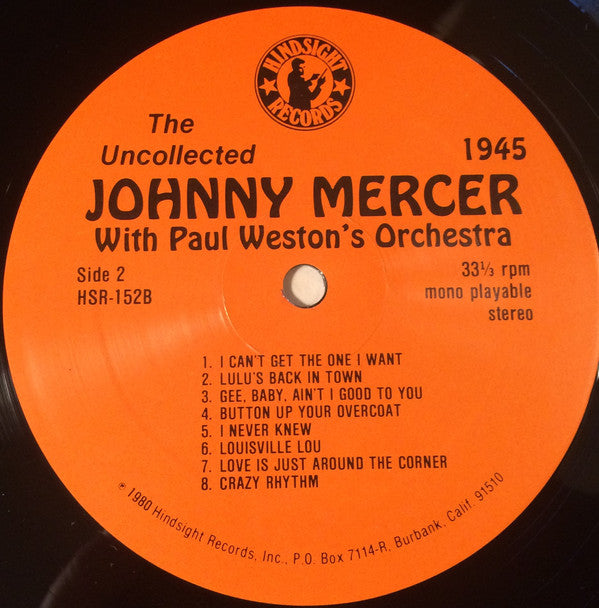 HINDSIGHT
RECORDS
The
Uncollected
1945
JOHNNY MERCER
With Paul Weston's Orchestra
Side 2
HSR-152B
33⅓ rpm
mono playable
stereo
1. I CAN'T GET THE ONE I WANT
2. LULU'S BACK IN TOWN
3. GEE, BABY, AIN'T I GOOD TO YOU
4. BUTTON UP YOUR OVERCOAT
5. I NEVER KNEW
6. LOUISVILLE LOU
7. LOVE IS JUST AROUND THE CORNER
8. CRAZY RHYTHM
℗ 1980 Hindsight Records, Inc., P.O. Box 7114-R. Burbank, Calif. 91510